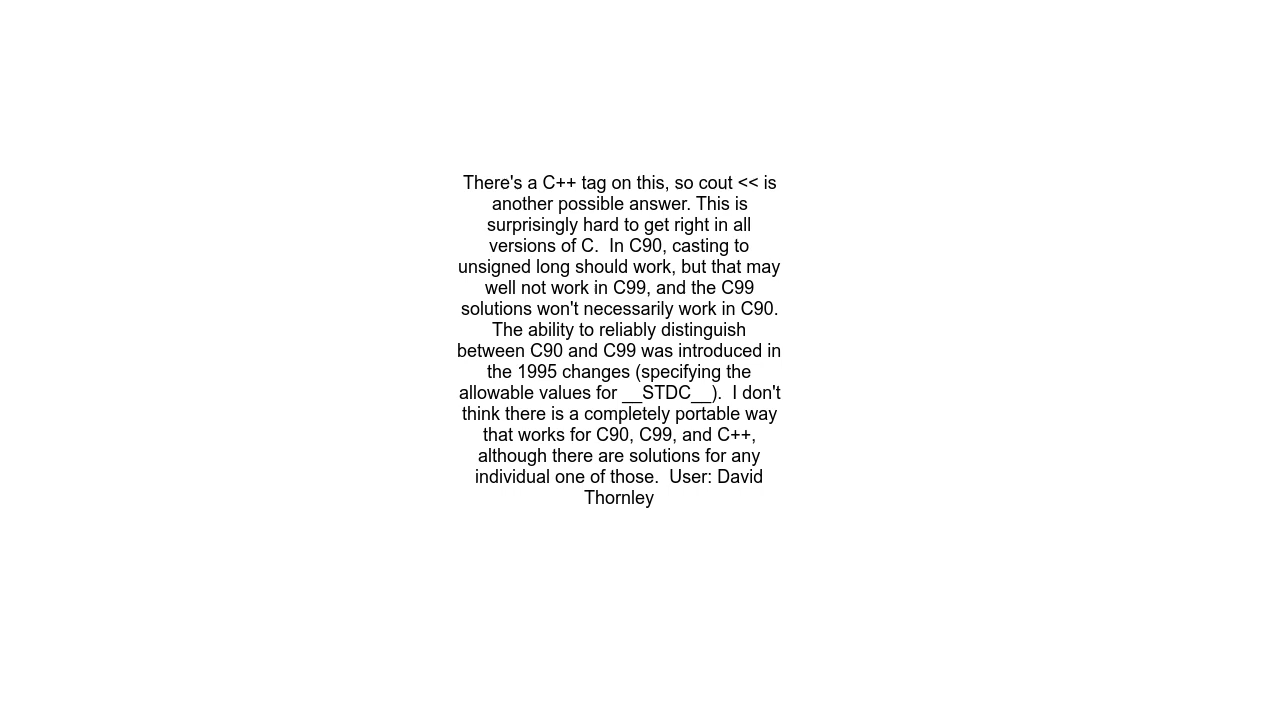 There's a C++ tag on this, so cout << is
another possible answer. This is
surprisingly hard to get right in all
versions of C.  In C90, casting to
unsigned long should work, but that may
well not work in C99, and the C99
solutions won't necessarily work in C90.
The ability to reliably distinguish
between C90 and C99 was introduced in
the 1995 changes (specifying the
allowable values for __STDC__).  I don't
think there is a completely portable way
that works for C90, C99, and C++,
although there are solutions for any
individual one of those.  User: David
Thornley